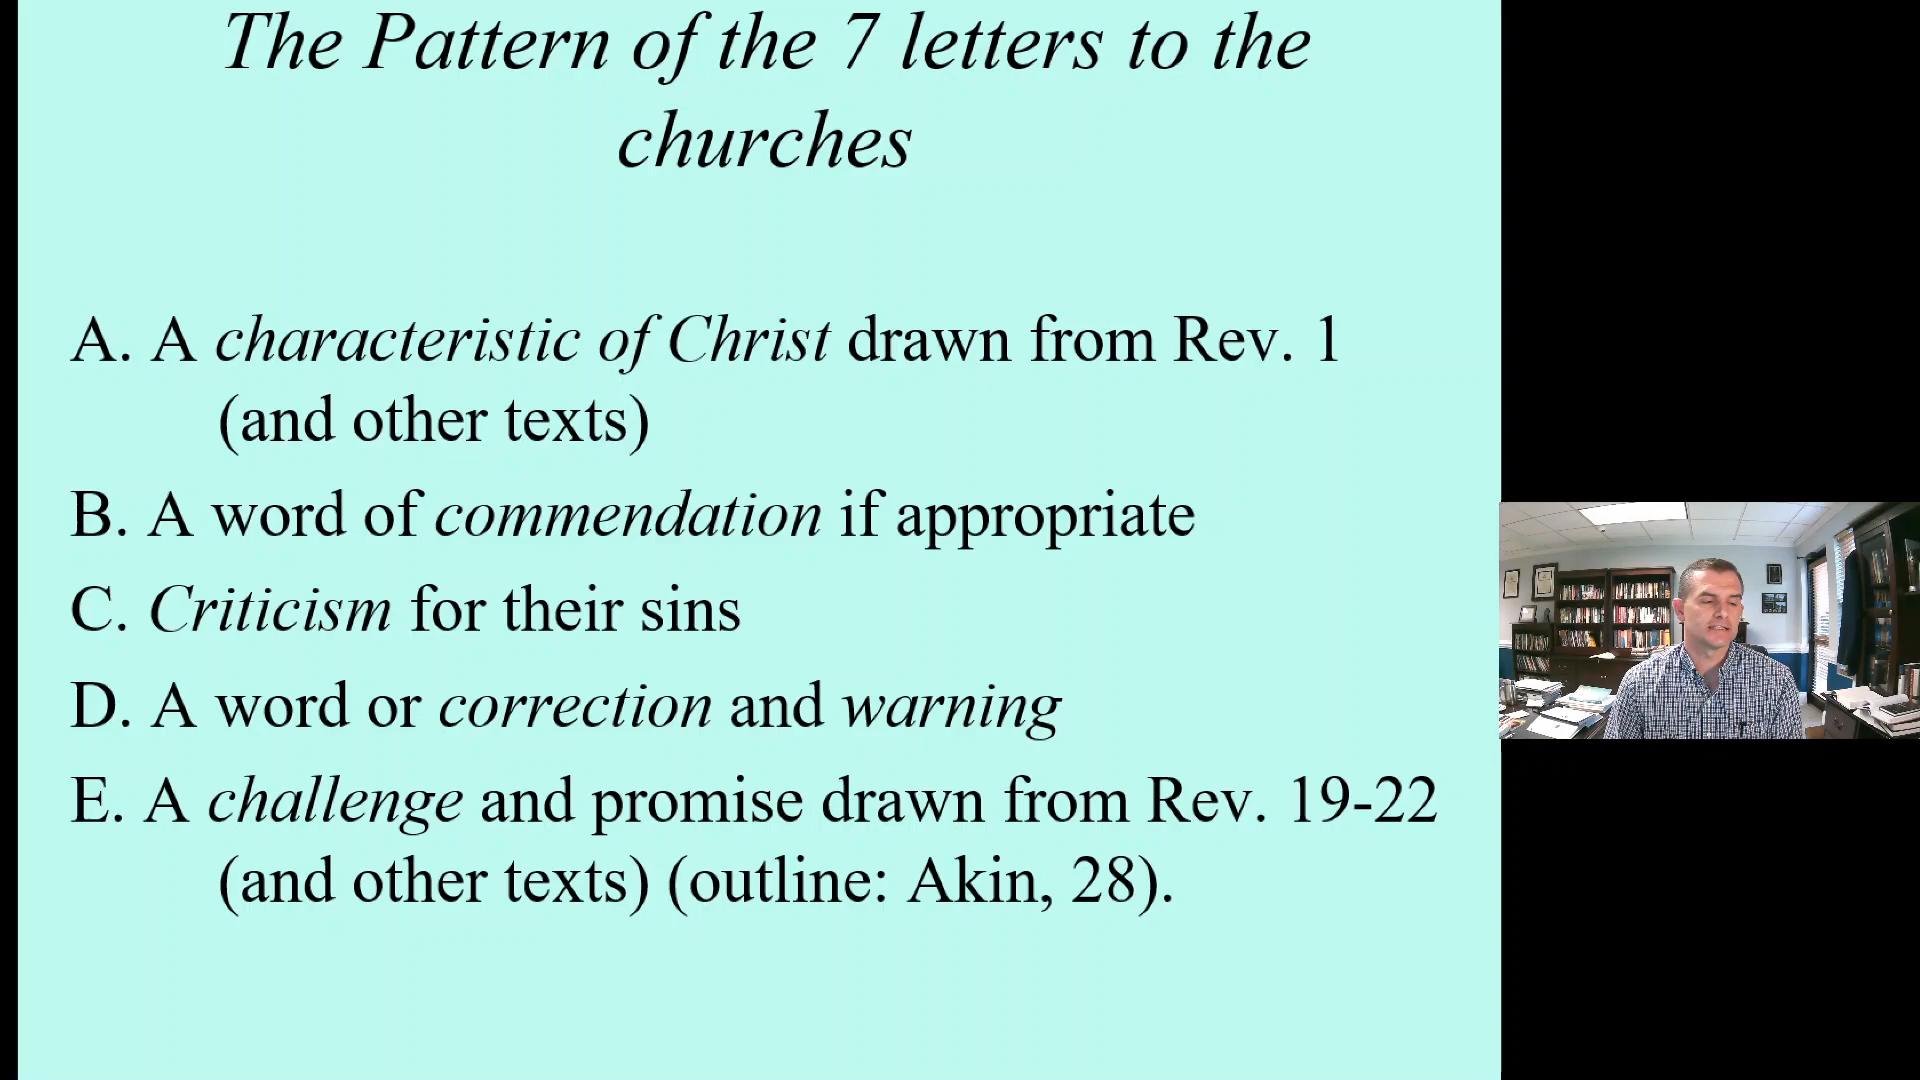 The Pattern of the 7 letters to the
churches
A. A characteristic of Christ drawn from Rev. 1
(and other texts)
B. A word of commendation if appropriate
C. Criticism for their sins
D. A word or correction and warning
E. A challenge and promise drawn from Rev. 19-22
(and other texts) (outline: Akin, 28).